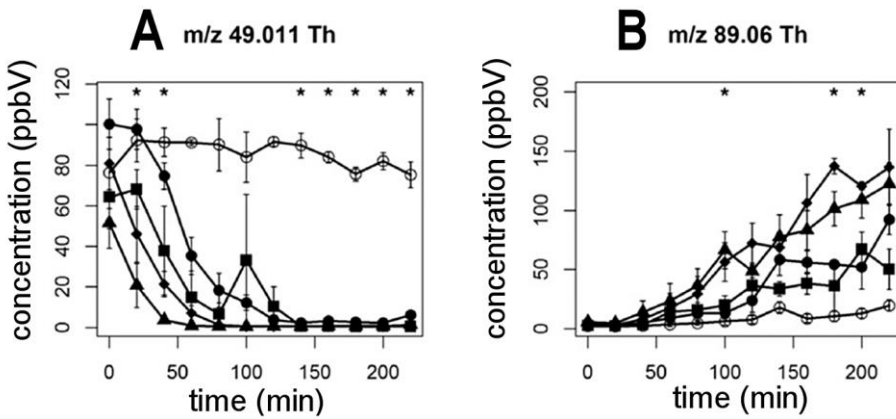 A m/z 49.011 Th
concentration (ppbV)
120
80
60
40
20
0
* * * * * * *
0 50 100 150 200
time (min)
B m/z 89.06 Th
concentration (ppbV)
200
150
100
50
0
* * *
0 50 100 150 200
time (min)